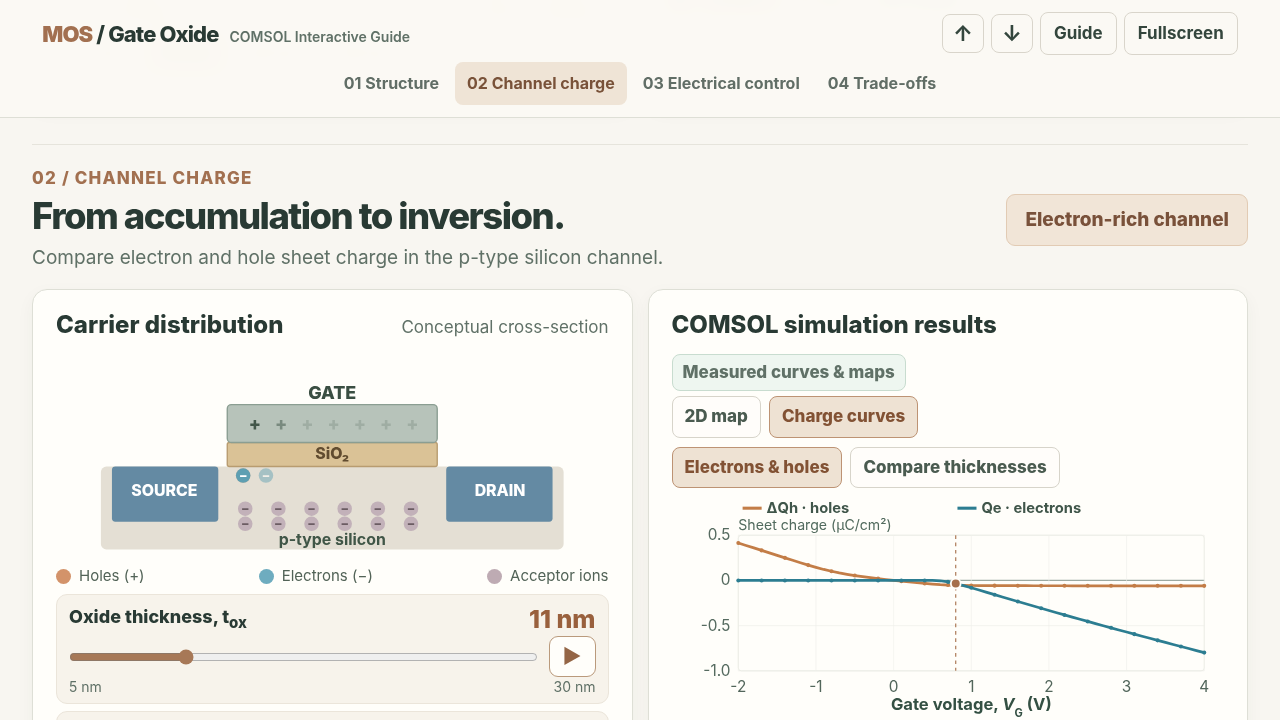 MOS / Gate Oxide COMSOL Interactive Guide
↑ ↓ Guide Fullscreen
01 Structure 02 Channel charge 03 Electrical control 04 Trade-offs
02 / CHANNEL CHARGE
From accumulation to inversion.
Electron-rich channel
Compare electron and hole sheet charge in the p-type silicon channel.
Carrier distribution Conceptual cross-section
GATE
+ + + + + + +
SiO₂
− −
SOURCE DRAIN
− − − − − −
− − − − − −
p-type silicon
Holes (+) Electrons (−) Acceptor ions
Oxide thickness, tox 11 nm
5 nm 30 nm
COMSOL simulation results
Measured curves & maps
2D map Charge curves
Electrons & holes Compare thicknesses
ΔQh · holes Qe · electrons
Sheet charge (μC/cm²)
0.5
0
-0.5
-1.0
-2 -1 0 1 2 3 4
Gate voltage, VG (V)